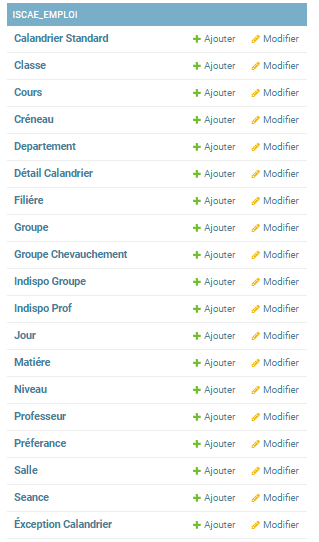 ISCAE_EMPLOI
Calandrier Standard Ajouter Modifier
Classe Ajouter Modifier
Cours Ajouter Modifier
Créneau Ajouter Modifier
Departement Ajouter Modifier
Détail Calandrier Ajouter Modifier
Filiére Ajouter Modifier
Groupe Ajouter Modifier
Groupe Chevauchement Ajouter Modifier
Indispo Groupe Ajouter Modifier
Indispo Prof Ajouter Modifier
Jour Ajouter Modifier
Matiére Ajouter Modifier
Niveau Ajouter Modifier
Professeur Ajouter Modifier
Préferance Ajouter Modifier
Salle Ajouter Modifier
Seance Ajouter Modifier
Éxception Calandrier Ajouter Modifier